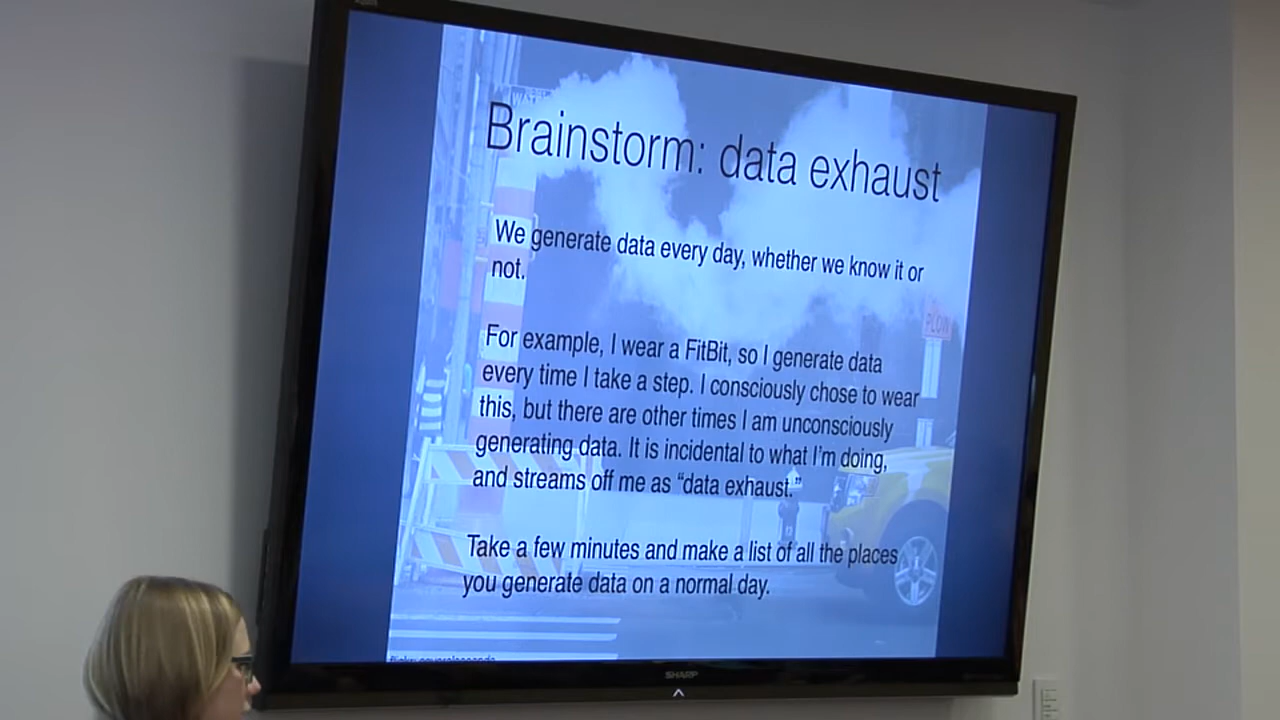 Brainstorm: data exhaust
We generate data every day, whether we know it or
not.
For example, I wear a FitBit, so I generate data
every time I take a step. I consciously chose to wear
this, but there are other times I am unconsciously
generating data. It is incidental to what I'm doing,
and streams off me as “data exhaust.”
Take a few minutes and make a list of all the places
you generate data on a normal day.
PLOW
SHARP